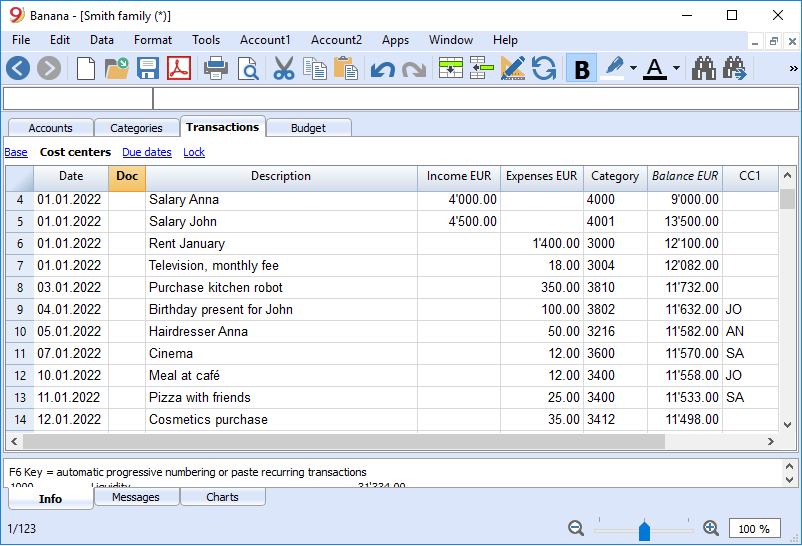 Banana - [Smith family (*)]
File Edit Data Format Tools Account1 Account2 Apps Window Help
B A »
Accounts Categories Transactions Budget
Base Cost centers Due dates Lock
Date Doc Description Income EUR Expenses EUR Category Balance EUR CC1
4 01.01.2022 Salary Anna 4'000.00 4000 9'000.00
5 01.01.2022 Salary John 4'500.00 4001 13'500.00
6 01.01.2022 Rent January 1'400.00 3000 12'100.00
7 01.01.2022 Television, monthly fee 18.00 3004 12'082.00
8 03.01.2022 Purchase kitchen robot 350.00 3810 11'732.00
9 04.01.2022 Birthday present for John 100.00 3802 11'632.00 JO
10 05.01.2022 Hairdresser Anna 50.00 3216 11'582.00 AN
11 07.01.2022 Cinema 12.00 3600 11'570.00 SA
12 10.01.2022 Meal at café 12.00 3400 11'558.00 JO
13 11.01.2022 Pizza with friends 25.00 3400 11'533.00 SA
14 12.01.2022 Cosmetics purchase 35.00 3412 11'498.00
F6 Key = automatic progressive numbering or paste recurring transactions
1000 Liquidity 31'334.00
Info Messages Charts
1/123 100 %